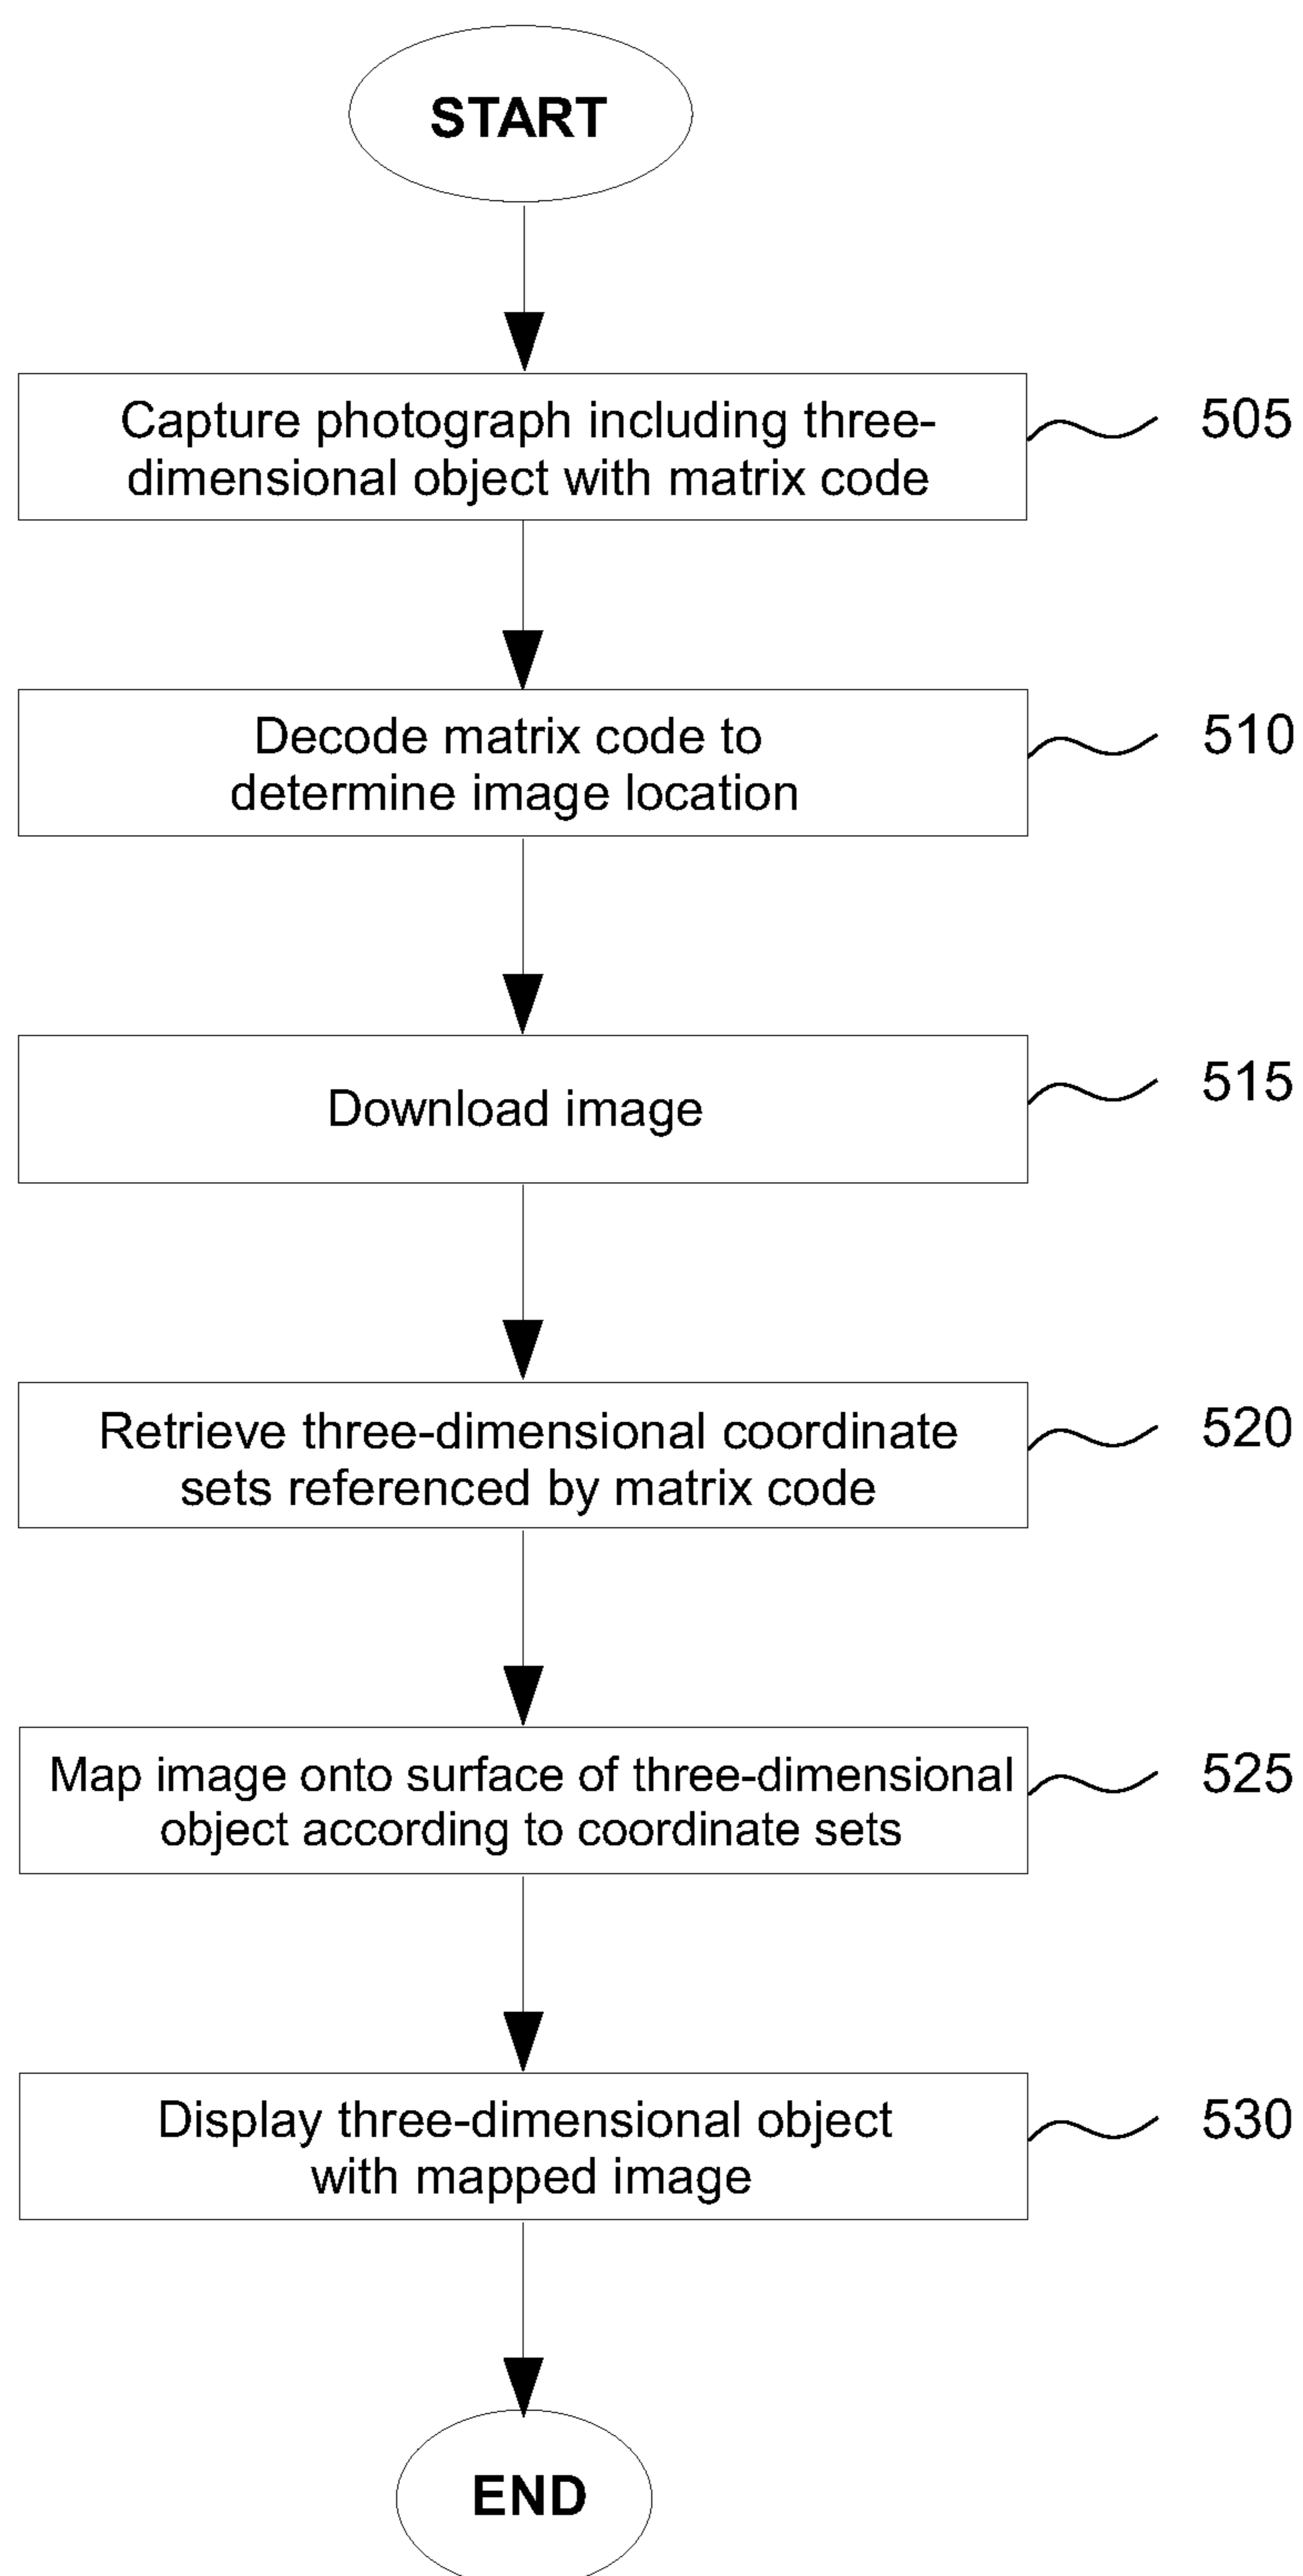 START
Capture photograph including three-
dimensional object with matrix code
505
Decode matrix code to
determine image location
510
Download image
515
Retrieve three-dimensional coordinate
sets referenced by matrix code
520
Map image onto surface of three-dimensional
object according to coordinate sets
525
Display three-dimensional object
with mapped image
530
END